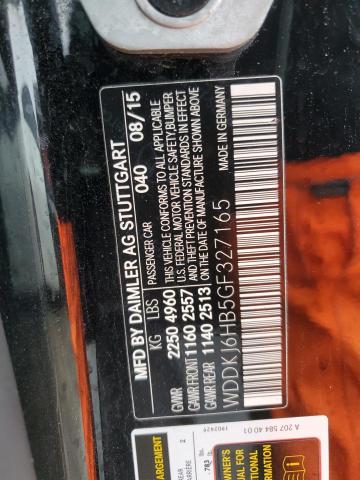 MFD BY DAIMLER AG STUTTGART
PASSENGER CAR 040 08/15
KG LBS
GVWR 2250 4960
GAWR FRONT 1160 2557
GAWR REAR 1140 2513
THIS VEHICLE CONFORMS TO ALL APPLICABLE
U.S. FEDERAL MOTOR VEHICLE SAFETY, BUMPER
& THEFT PREVENTION STANDARDS IN EFFECT
ON THE DATE OF MANUFACTURE SHOWN ABOVE
WDDKJ6HB5GF327165
MADE IN GERMANY
A 207 584 40 01
ARGEMENT